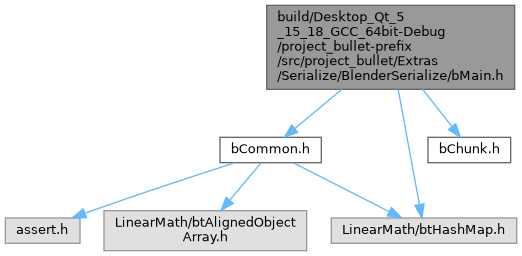 build/Desktop_Qt_5
_15_18_GCC_64bit-Debug
/project_bullet-prefix
/src/project_bullet/Extras
/Serialize/BlenderSerialize/bMain.h
bCommon.h
bChunk.h
assert.h
LinearMath/btAlignedObject
Array.h
LinearMath/btHashMap.h